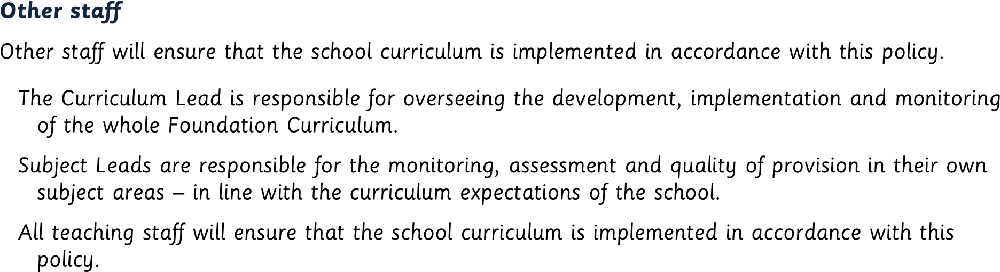 Other staff
Other staff will ensure that the school curriculum is implemented in accordance with this policy.
The Curriculum Lead is responsible for overseeing the development, implementation and monitoring
of the whole Foundation Curriculum.
Subject Leads are responsible for the monitoring, assessment and quality of provision in their own
subject areas – in line with the curriculum expectations of the school.
All teaching staff will ensure that the school curriculum is implemented in accordance with this
policy.